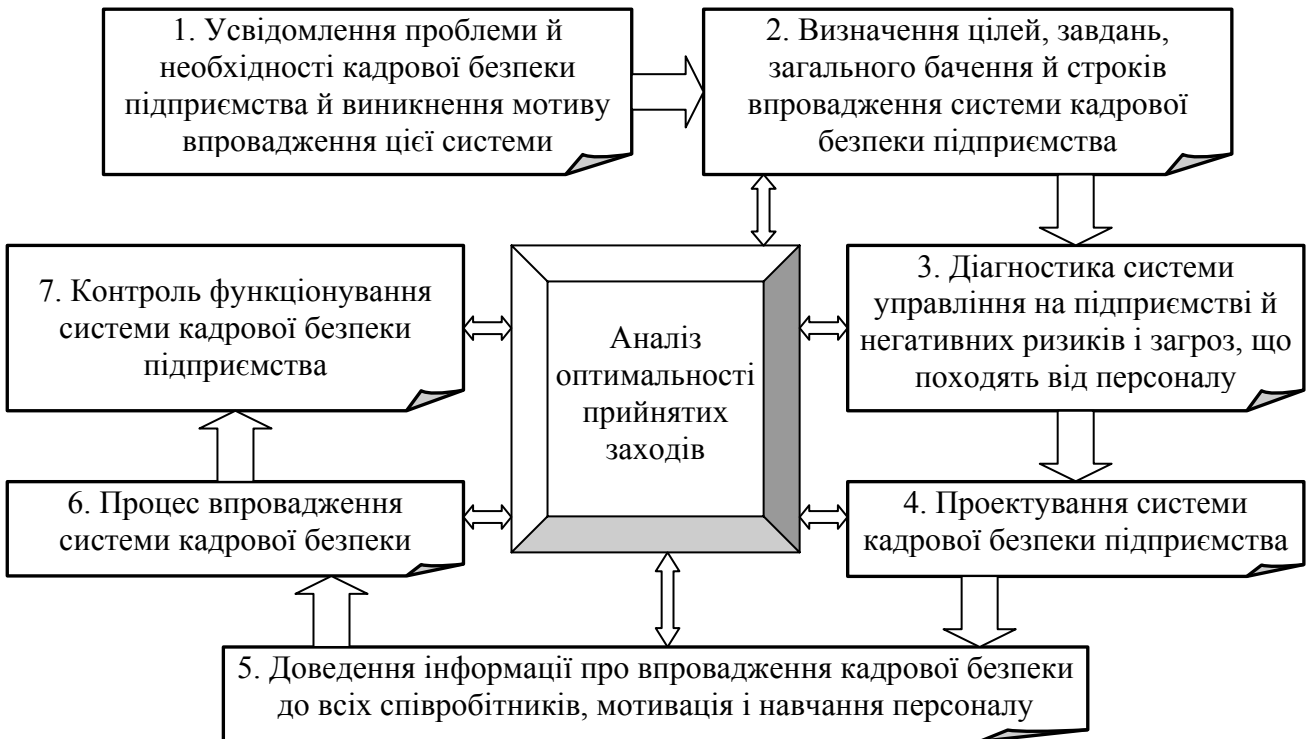 1. Усвідомлення проблеми й
необхідності кадрової безпеки
підприємства й виникнення мотиву
впровадження цієї системи
2. Визначення цілей, завдань,
загального бачення й строків
впровадження системи кадрової
безпеки підприємства
3. Діагностика системи
управління на підприємстві й
негативних ризиків і загроз, що
походять від персоналу
4. Проектування системи
кадрової безпеки підприємства
5. Доведення інформації про впровадження кадрової безпеки
до всіх співробітників, мотивація і навчання персоналу
6. Процес впровадження
системи кадрової безпеки
7. Контроль функціонування
системи кадрової безпеки
підприємства
Аналіз
оптимальності
прийнятих
заходів